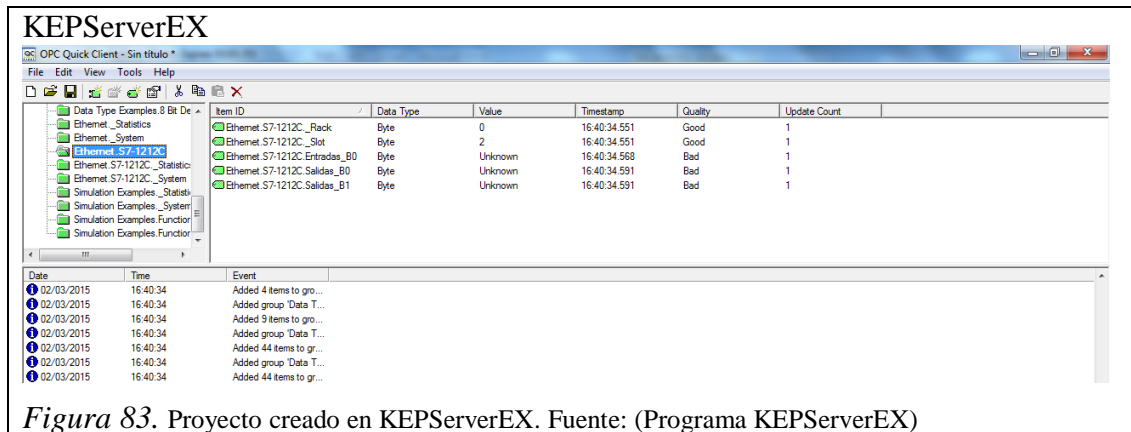 KEPServerEX
OPC Quick Client - Sin título *
File Edit View Tools Help
Data Type Examples.8 Bit De
Ethernet._Statistics
Ethernet._System
Ethernet.S7-1212C
Ethernet.S7-1212C._Statistic
Ethernet.S7-1212C._System
Simulation Examples._Statisti
Simulation Examples._System
Simulation Examples.Function
Simulation Examples.Function
Item ID Data Type Value Timestamp Quality Update Count
Ethernet.S7-1212C._Rack Byte 0 16:40:34.551 Good 1
Ethernet.S7-1212C._Slot Byte 2 16:40:34.551 Good 1
Ethernet.S7-1212C.Entradas_B0 Byte Unknown 16:40:34.568 Bad 1
Ethernet.S7-1212C.Salidas_B0 Byte Unknown 16:40:34.591 Bad 1
Ethernet.S7-1212C.Salidas_B1 Byte Unknown 16:40:34.591 Bad 1
Date Time Event
02/03/2015 16:40:34 Added 4 items to gro...
02/03/2015 16:40:34 Added group 'Data T...
02/03/2015 16:40:34 Added 9 items to gro...
02/03/2015 16:40:34 Added group 'Data T...
02/03/2015 16:40:34 Added 44 items to gr...
02/03/2015 16:40:34 Added group 'Data T...
02/03/2015 16:40:34 Added 44 items to gr...
Figura 83. Proyecto creado en KEPServerEX. Fuente: (Programa KEPServerEX)